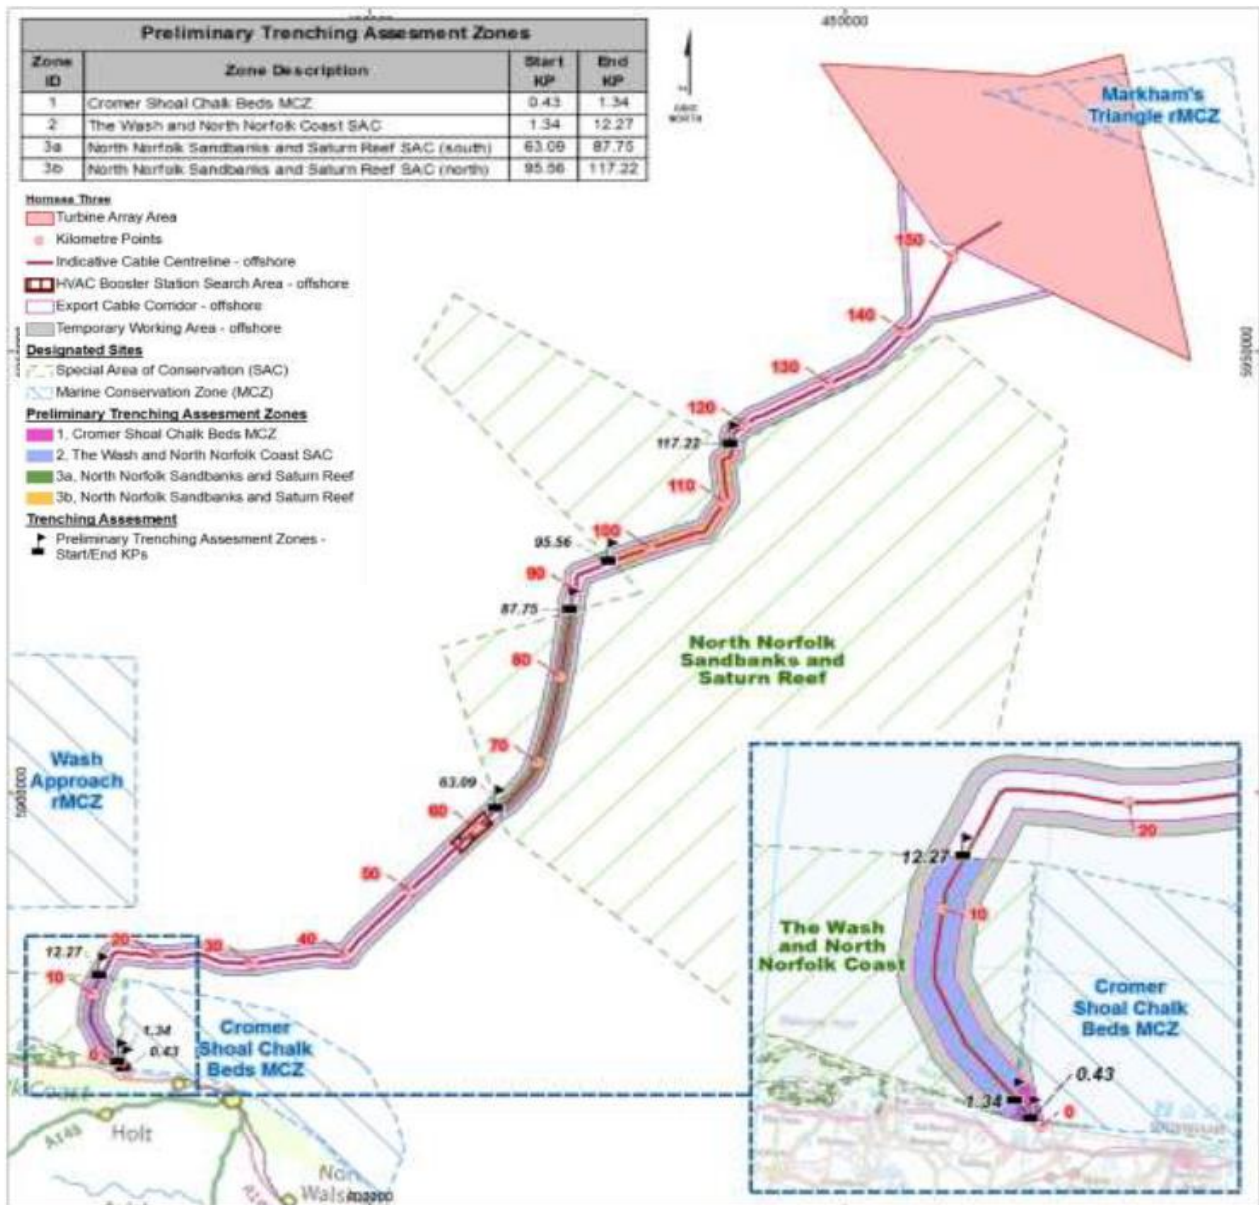 Preliminary Trenching Assesment Zones
Zone ID Zone Description Start KP End KP
1 Cromer Shoal Chalk Beds MCZ 0.43 1.34
2 The Wash and North Norfolk Coast SAC 1.34 12.27
3a North Norfolk Sandbanks and Saturn Reef SAC (south) 63.09 87.75
3b North Norfolk Sandbanks and Saturn Reef SAC (north) 95.56 117.22
450000
NORTH
Markham's
Triangle rMCZ
Hornsea Three
Turbine Array Area
Kilometre Points
Indicative Cable Centreline - offshore
HVAC Booster Station Search Area - offshore
Export Cable Corridor - offshore
Temporary Working Area - offshore
Designated Sites
Special Area of Conservation (SAC)
Marine Conservation Zone (MCZ)
Preliminary Trenching Assesment Zones
1, Cromer Shoal Chalk Beds MCZ
2, The Wash and North Norfolk Coast SAC
3a, North Norfolk Sandbanks and Saturn Reef
3b, North Norfolk Sandbanks and Saturn Reef
Trenching Assesment
Preliminary Trenching Assesment Zones -
Start/End KPs
150
140
5950000
130
120
117.22
110
100
95.56
90
87.75
80
North Norfolk
Sandbanks and
Saturn Reef
70
63.09
60
Wash
Approach
rMCZ
5900000
50
40
30
20
12.27
10
1.34
0.43
0
Cromer
Shoal Chalk
Beds MCZ
Coast
A148
Holt
Walsh
12.27
20
10
The Wash
and North
Norfolk Coast
Cromer
Shoal Chalk
Beds MCZ
0.43
1.34
0